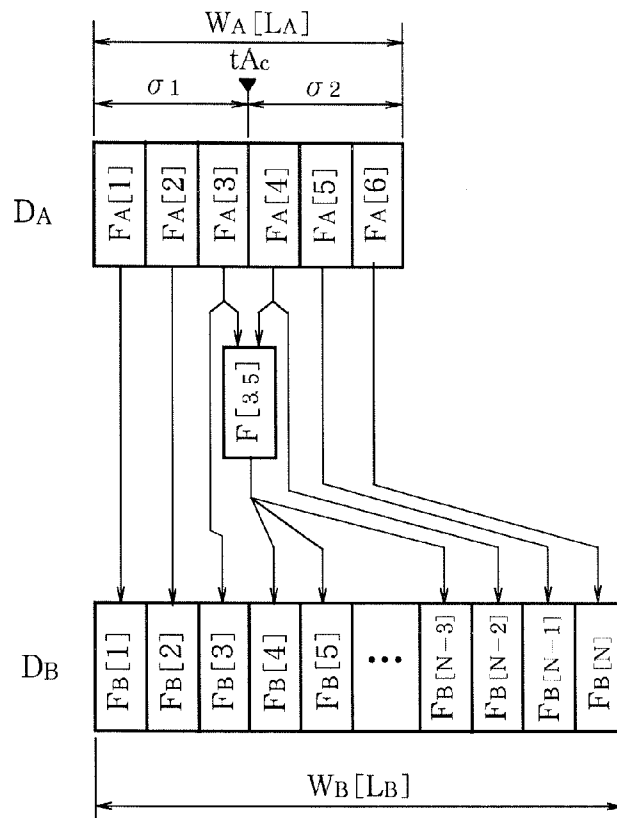 WA[LA]
tAc
σ1 σ2
DA FA[1] FA[2] FA[3] FA[4] FA[5] FA[6]
F[3.5]
DB FB[1] FB[2] FB[3] FB[4] FB[5] ••• FB[N-3] FB[N-2] FB[N-1] FB[N]
WB[LB]